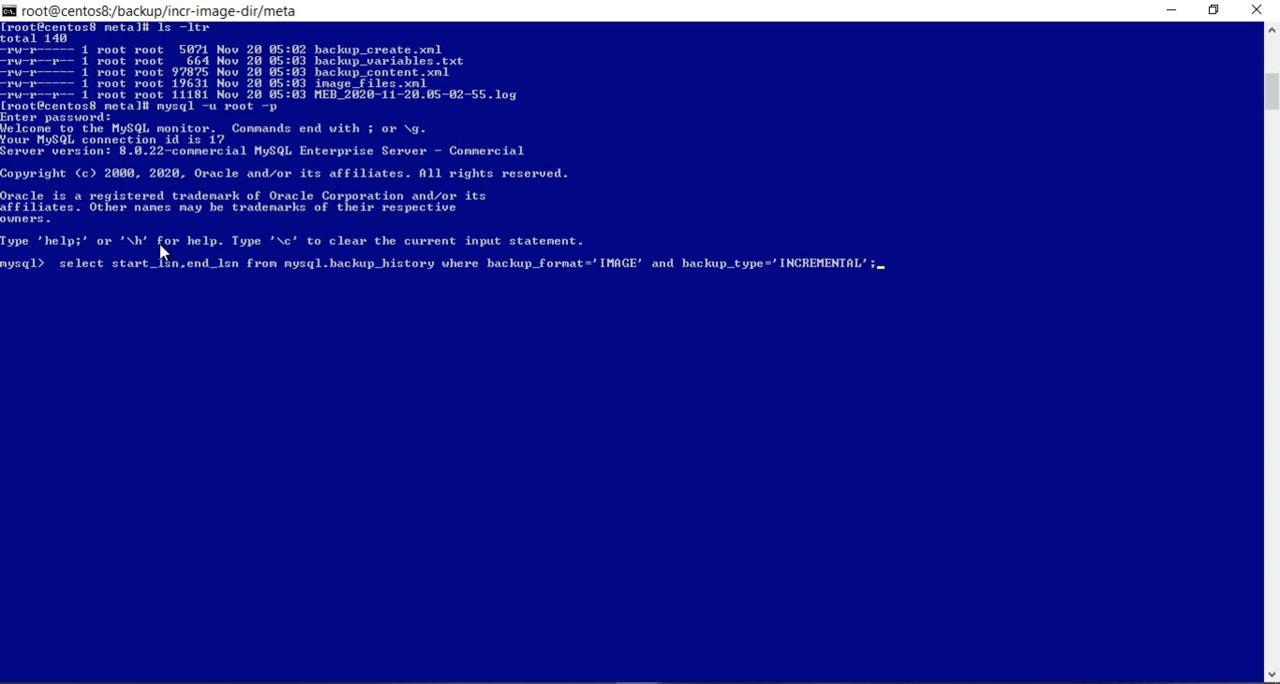 root@centos8:/backup/incr-image-dir/meta
[root@centos8 meta]# ls -ltr
total 140
-rw-r----- 1 root root  5071 Nov 20 05:02 backup_create.xml
-rw-r----- 1 root root   664 Nov 20 05:03 backup_variables.txt
-rw-r----- 1 root root 97875 Nov 20 05:03 backup_content.xml
-rw-r----- 1 root root 19631 Nov 20 05:03 image_files.xml
-rw-r--r-- 1 root root 11181 Nov 20 05:03 MEB_2020-11-20.05-02-55.log
[root@centos8 meta]# mysql -u root -p
Enter password:
Welcome to the MySQL monitor.  Commands end with ; or \g.
Your MySQL connection id is 17
Server version: 8.0.22-commercial MySQL Enterprise Server - Commercial
Copyright (c) 2000, 2020, Oracle and/or its affiliates. All rights reserved.
Oracle is a registered trademark of Oracle Corporation and/or its
affiliates. Other names may be trademarks of their respective
owners.
Type 'help;' or '\h' for help. Type '\c' to clear the current input statement.
mysql>  select start_lsn,end_lsn from mysql.backup_history where backup_format='IMAGE' and backup_type='INCREMENTAL';